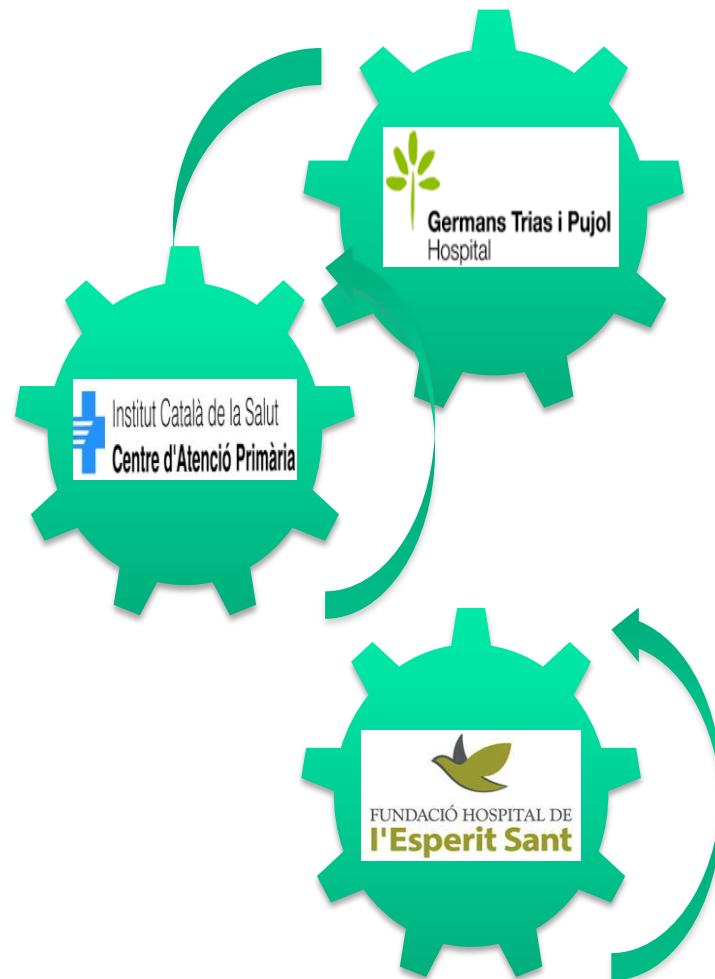 Germans Trias i Pujol
Hospital
Institut Català de la Salut
Centre d'Atenció Primària
FUNDACIÓ HOSPITAL DE
l'Esperit Sant